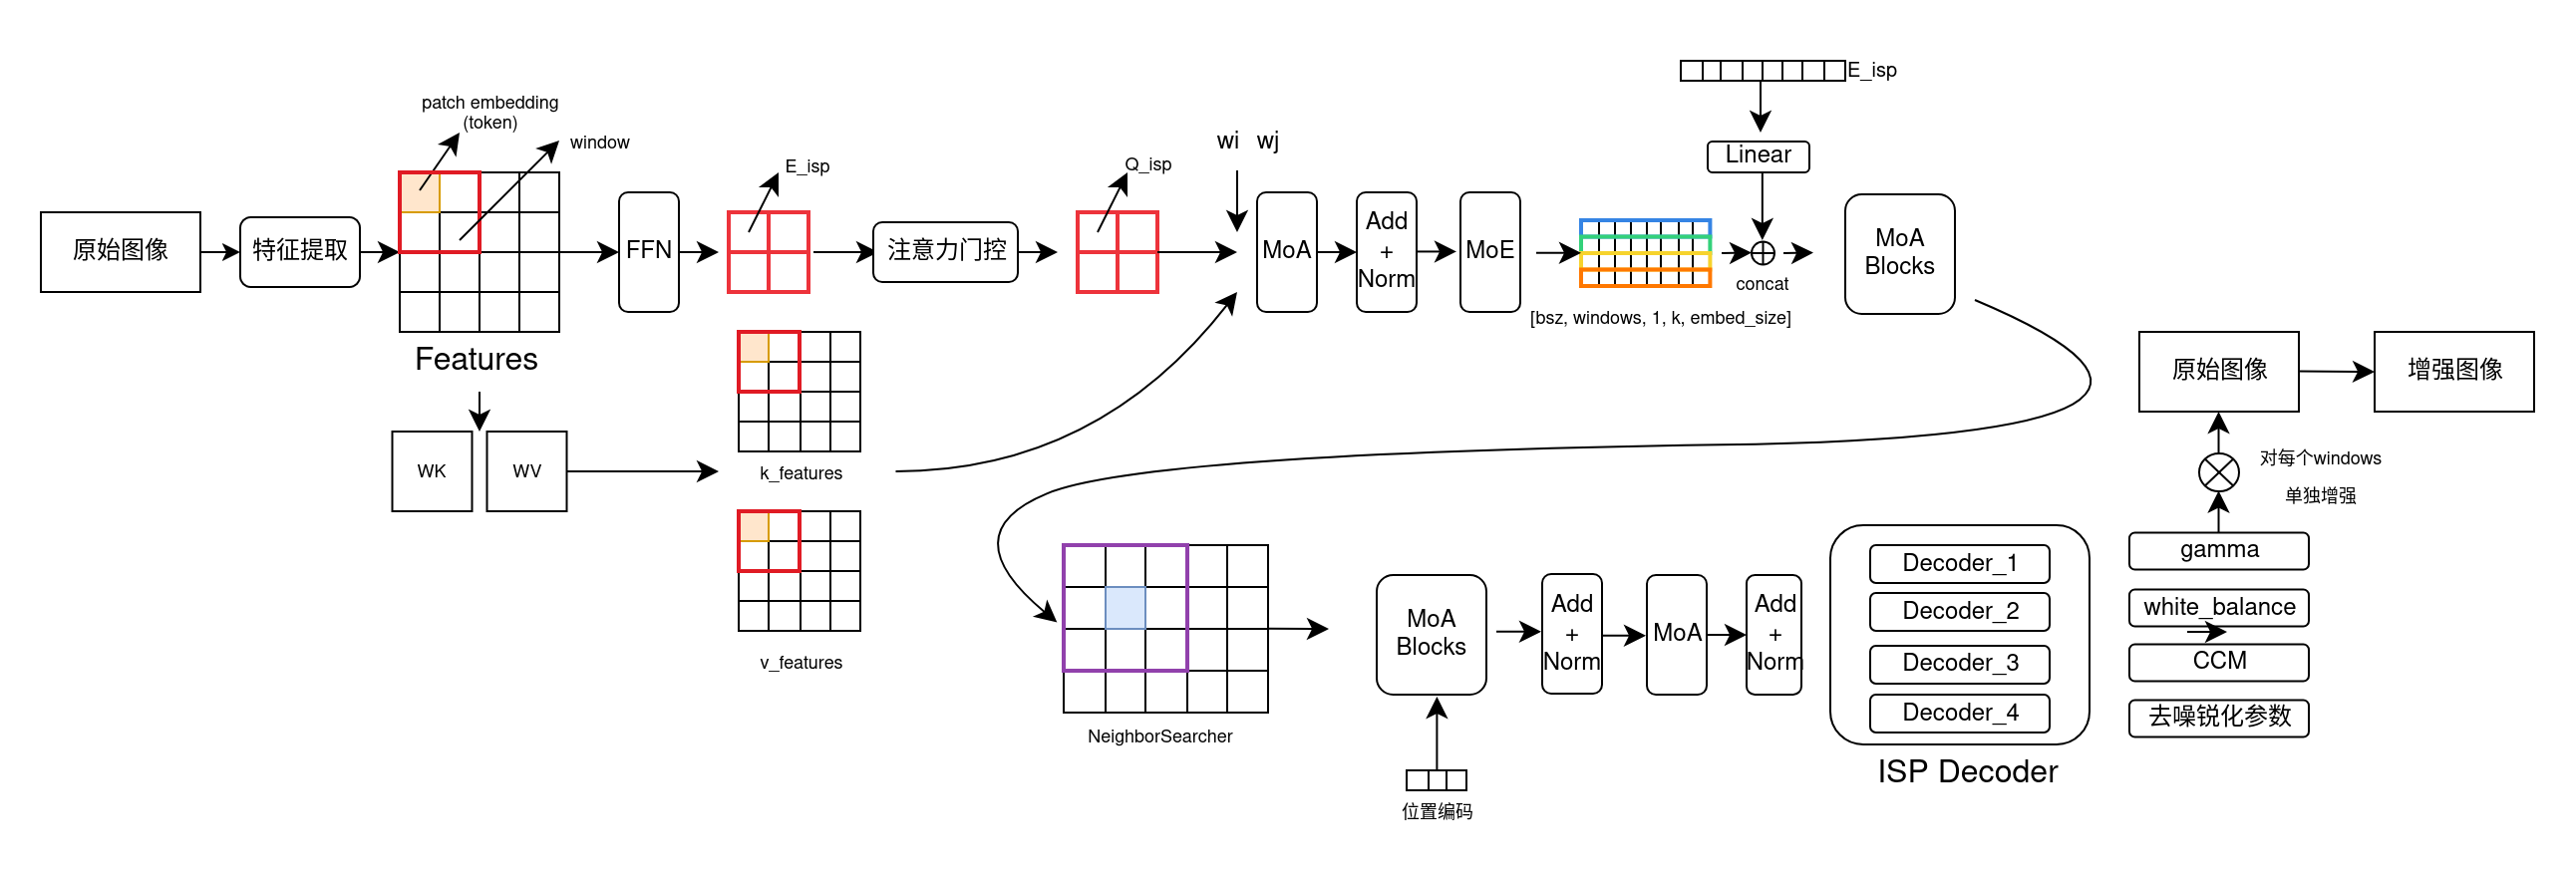 patch embedding
(token)
window
原始图像
特征提取
Features
FFN
E_isp
注意力门控
Q_isp
wi wj
MoA
Add
+
Norm
MoE
[bsz, windows, 1, k, embed_size]
E_isp
Linear
concat
MoA
Blocks
WK
WV
k_features
v_features
NeighborSearcher
MoA
Blocks
位置编码
Add
+
Norm
MoA
Add
+
Norm
Decoder_1
Decoder_2
Decoder_3
Decoder_4
ISP Decoder
原始图像
增强图像
对每个windows
单独增强
gamma
white_balance
CCM
去噪锐化参数